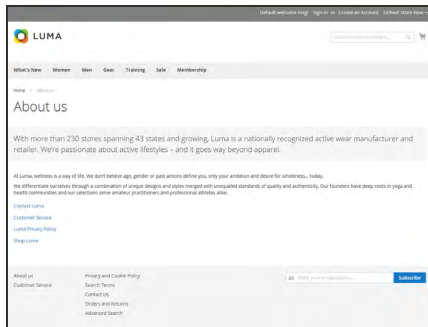 Default welcome msg! Sign In or Create an Account Default Store View
LUMA
What's New Women Men Gear Training Sale Membership
Home
About us
With more than 230 stores spanning 43 states and growing, Luma is a nationally recognized active wear manufacturer and
retailer. We're passionate about active lifestyles – and it goes way beyond apparel.
At Luma, wellness is a way of life. We don't believe age, gender or past actions define you, only your ambition and desire for wholeness... today.
We differentiate ourselves through a combination of unique designs and styles merged with unequaled standards of quality and authenticity. Our founders have deep roots in yoga and
health communities and our selections serve amateur practitioners and professional athletes alike.
Contact Luma
Customer Service
Luma Privacy Policy
Shop Luma
About us
Customer Service
Privacy and Cookie Policy
Search Terms
Contact Us
Orders and Returns
Advanced Search
Subscribe